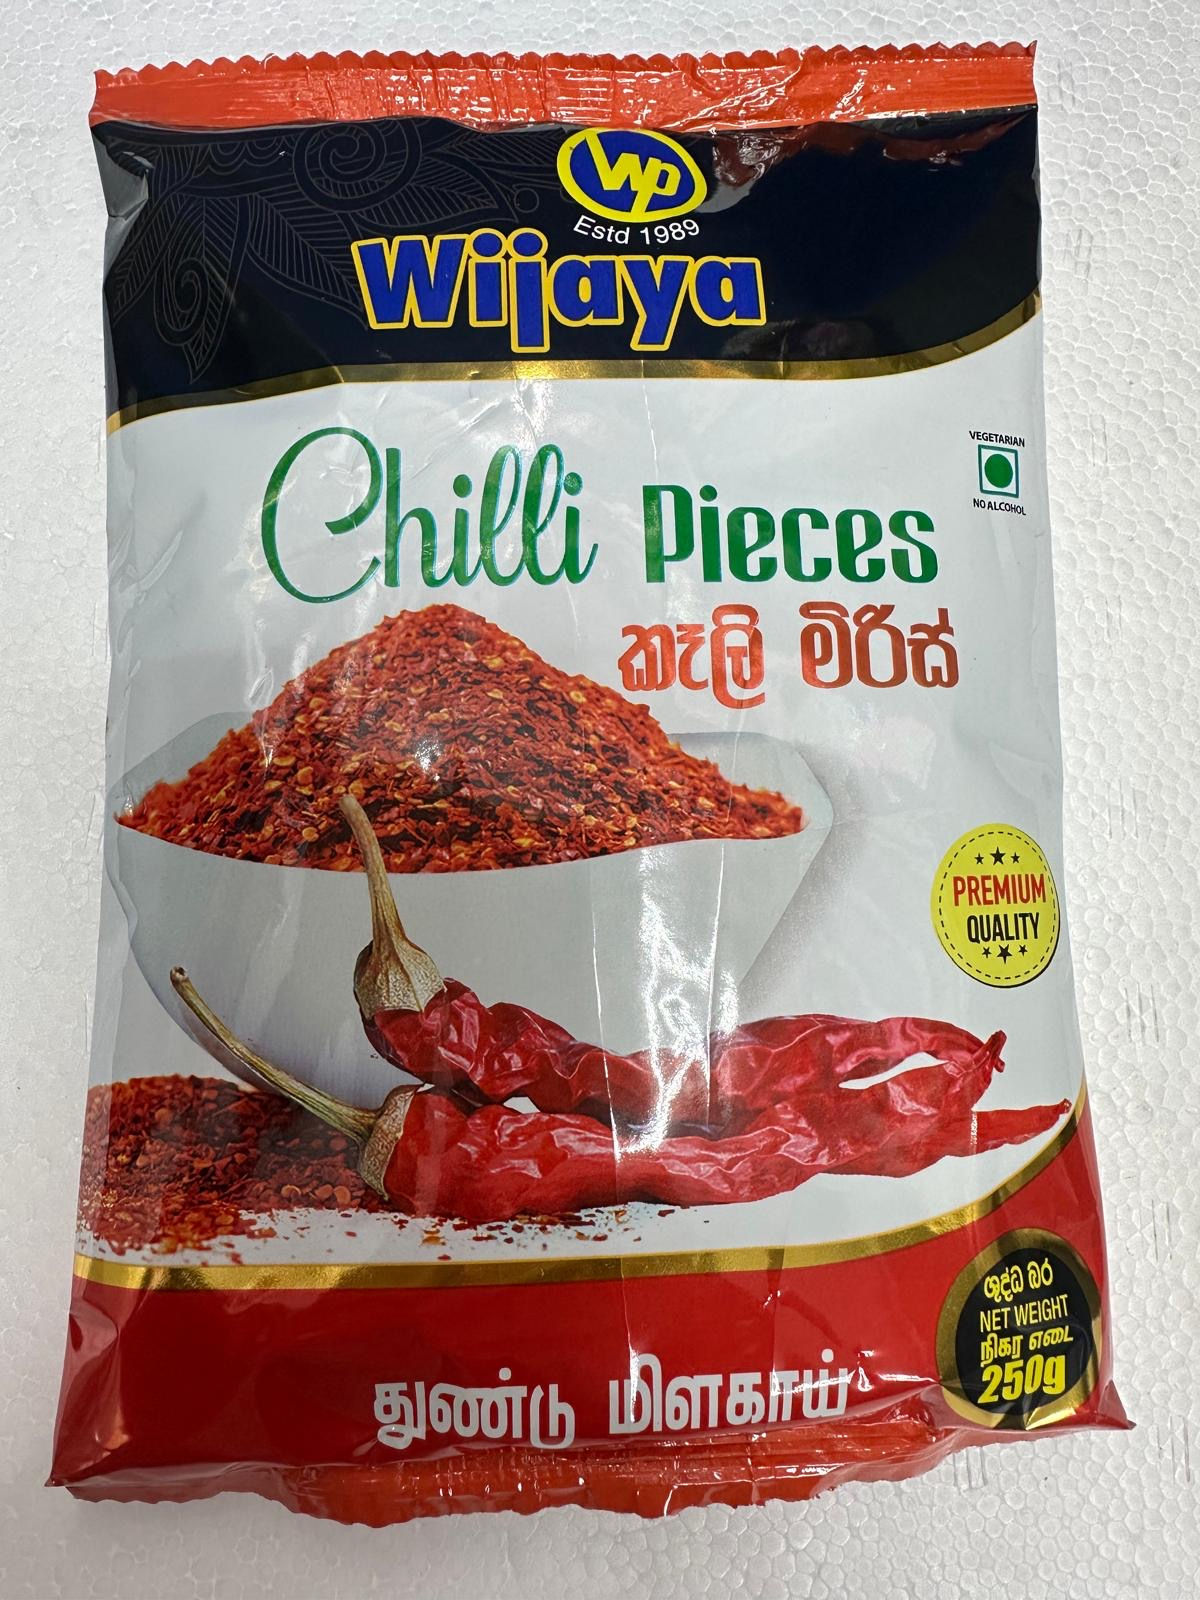 Wp
Estd 1989
Wijaya
VEGETARIAN
NO ALCOHOL
Chilli Pieces
කෑලි මිරිස්
PREMIUM
QUALITY
ශුද්ධ බර
NET WEIGHT
நிகர எடை
250g
துண்டு மிளகாய்